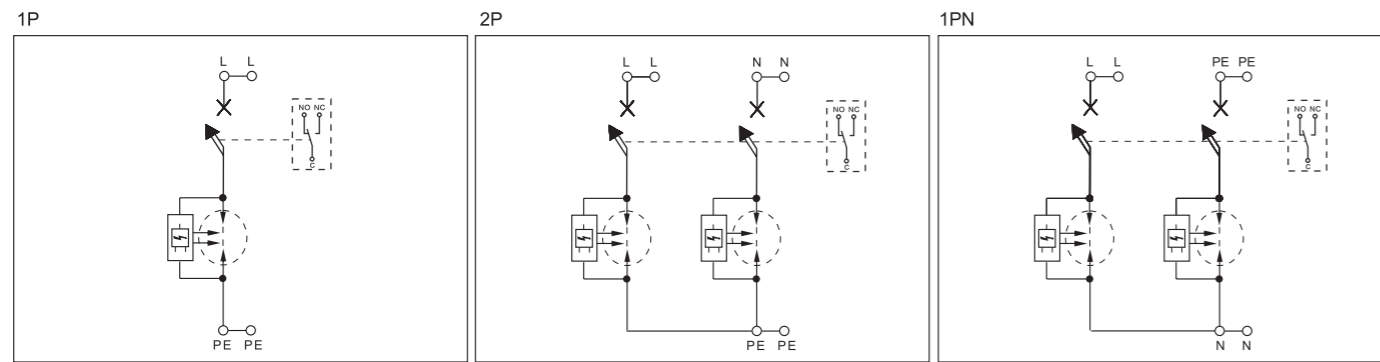 1P
L L
NO NC
C
PE PE
2P
L L N N
NO NC
C
PE PE
1PN
L L PE PE
NO NC
C
N N